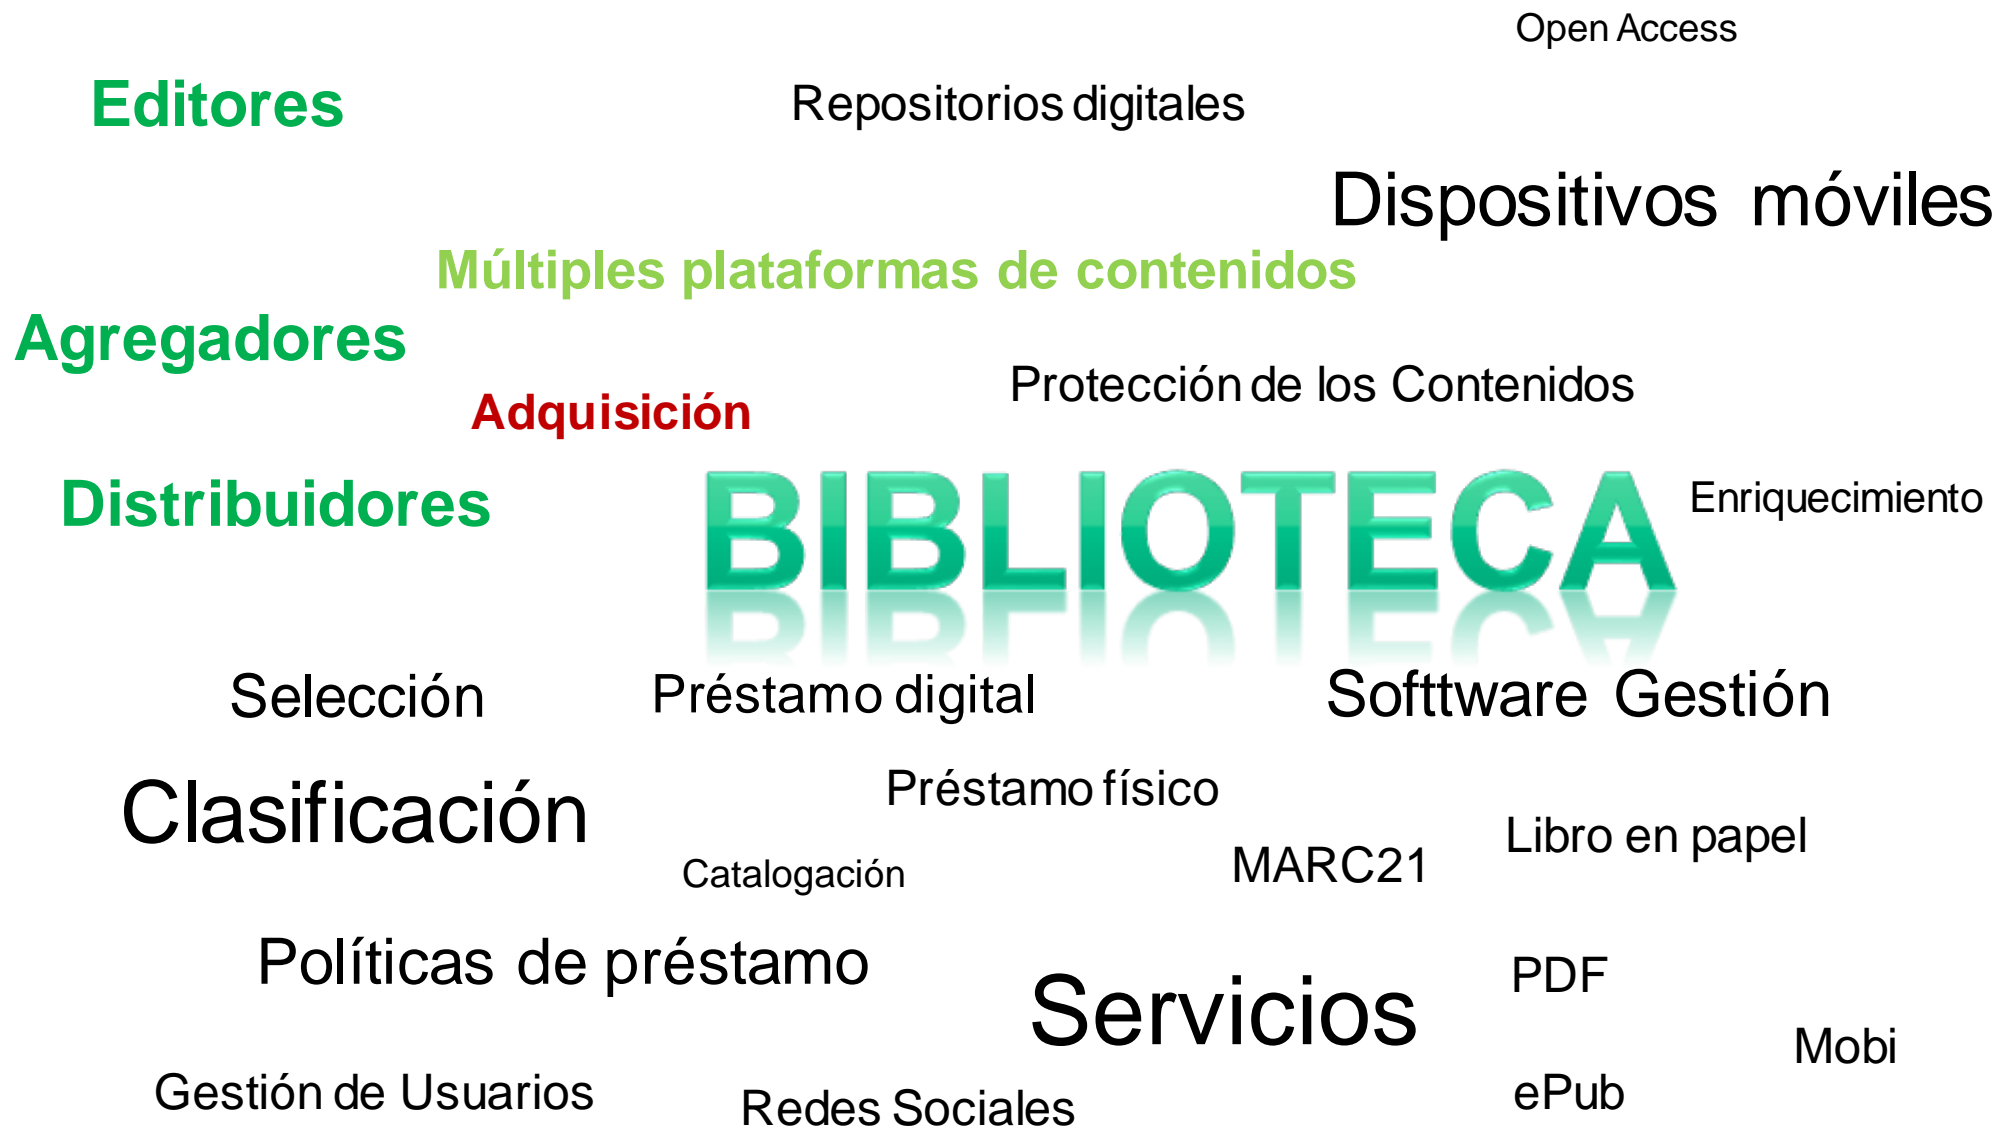 Open Access
Editores
Repositorios digitales
Dispositivos móviles
Múltiples plataformas de contenidos
Agregadores
Protección de los Contenidos
Adquisición
Distribuidores
BIBLIOTECA
Enriquecimiento
Selección
Préstamo digital
Softtware Gestión
Clasificación
Préstamo físico
Libro en papel
Catalogación
MARC21
Políticas de préstamo
Servicios
PDF
Mobi
Gestión de Usuarios
Redes Sociales
ePub